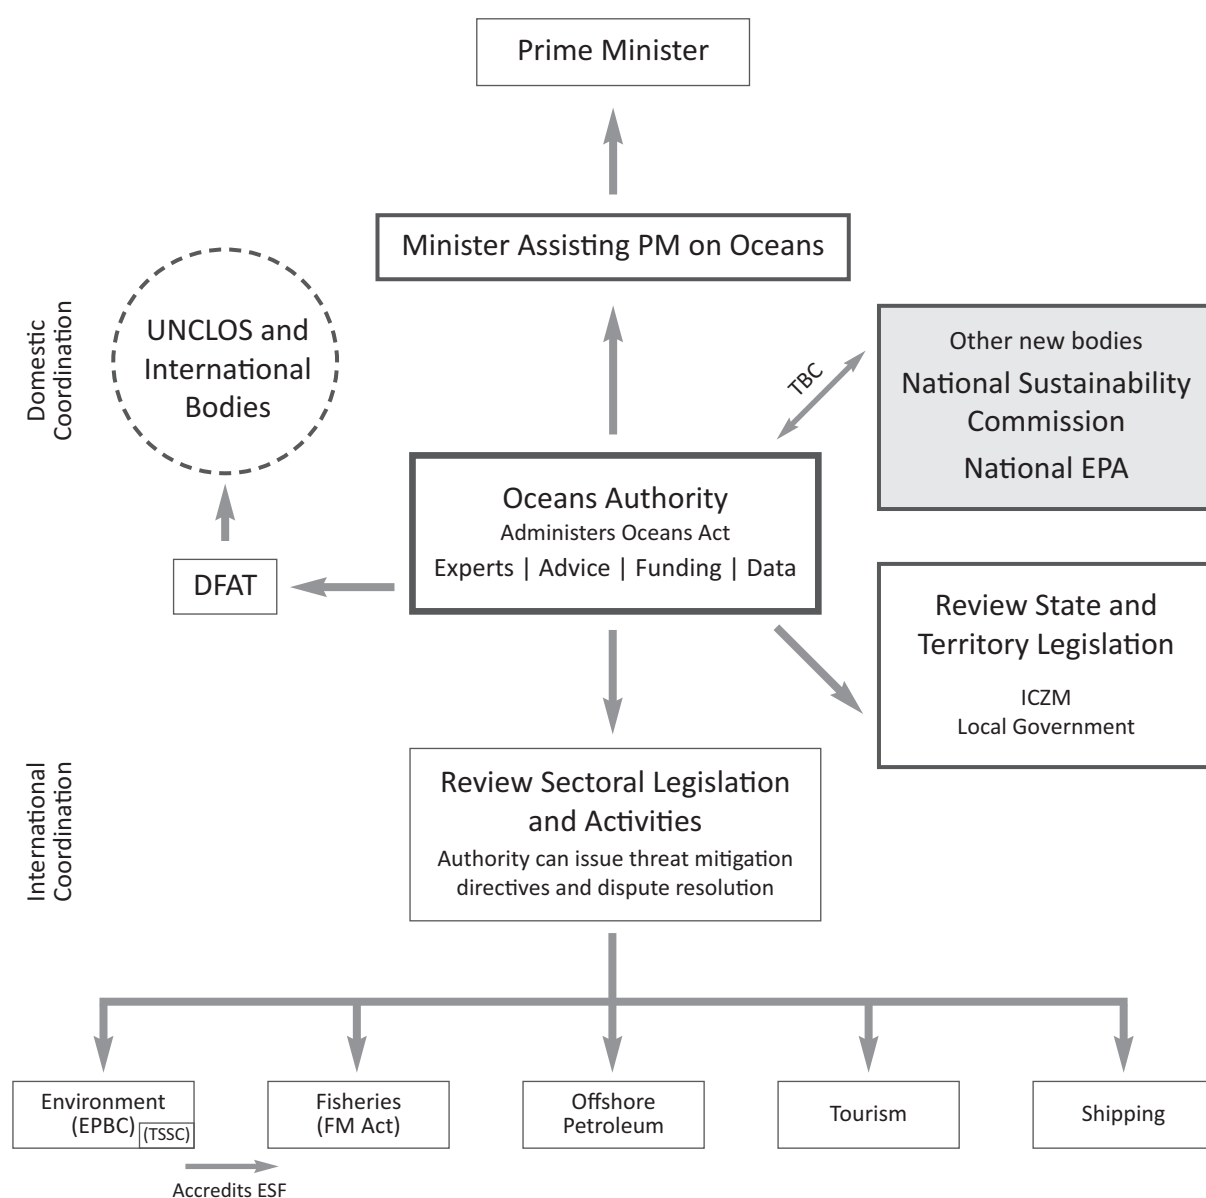 Prime Minister
Minister Assisting PM on Oceans
Domestic
Coordination
UNCLOS and
International
Bodies
TBC
Other new bodies
National Sustainability
Commission
National EPA
Oceans Authority
Administers Oceans Act
Experts | Advice | Funding | Data
DFAT
Review State and
Territory Legislation
ICZM
Local Government
International
Coordination
Review Sectoral Legislation
and Activities
Authority can issue threat mitigation
directives and dispute resolution
Environment
(EPBC)
(TSSC)
Fisheries
(FM Act)
Offshore
Petroleum
Tourism
Shipping
Accredits ESF